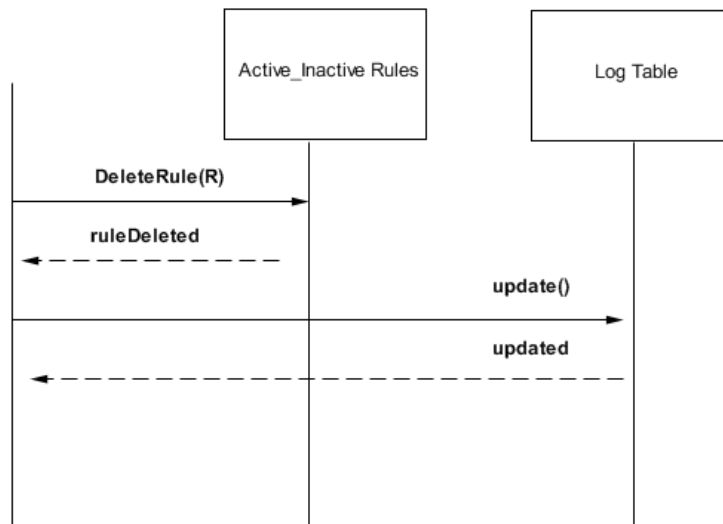 Active_Inactive Rules
Log Table
DeleteRule(R)
ruleDeleted
update()
updated